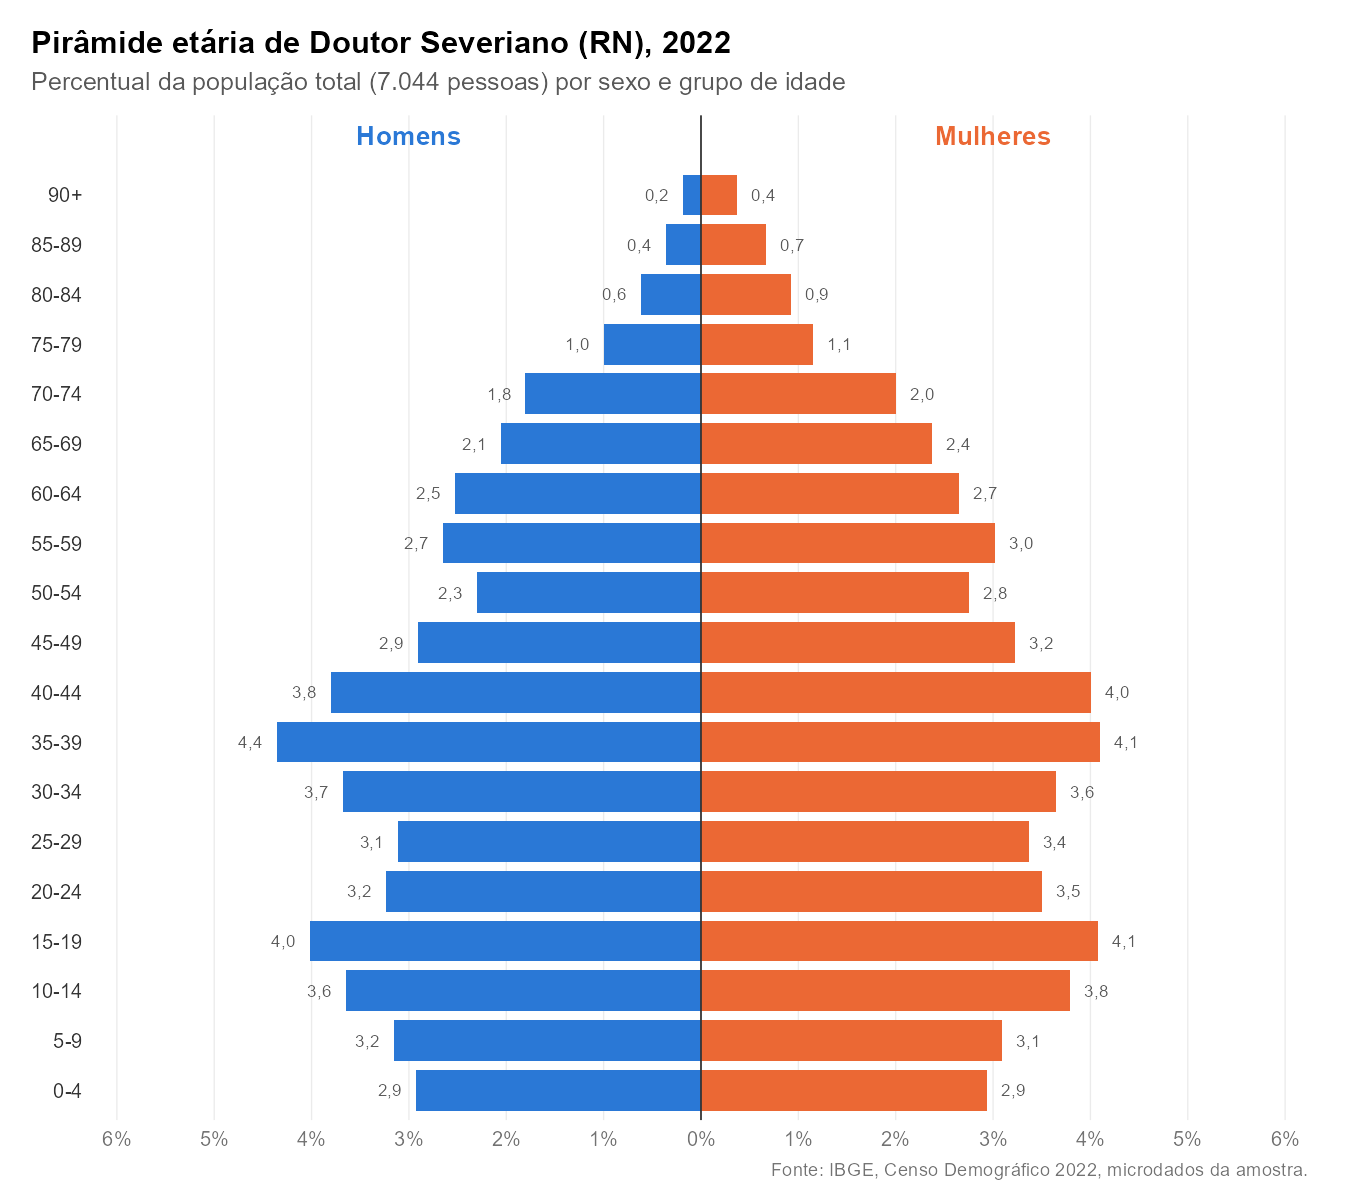 Pirâmide etária de Doutor Severiano (RN), 2022
Percentual da população total (7.044 pessoas) por sexo e grupo de idade
Homens Mulheres
90+ 0,2 0,4
85-89 0,4 0,7
80-84 0,6 0,9
75-79 1,0 1,1
70-74 1,8 2,0
65-69 2,1 2,4
60-64 2,5 2,7
55-59 2,7 3,0
50-54 2,3 2,8
45-49 2,9 3,2
40-44 3,8 4,0
35-39 4,4 4,1
30-34 3,7 3,6
25-29 3,1 3,4
20-24 3,2 3,5
15-19 4,0 4,1
10-14 3,6 3,8
5-9 3,2 3,1
0-4 2,9 2,9
6% 5% 4% 3% 2% 1% 0% 1% 2% 3% 4% 5% 6%
Fonte: IBGE, Censo Demográfico 2022, microdados da amostra.